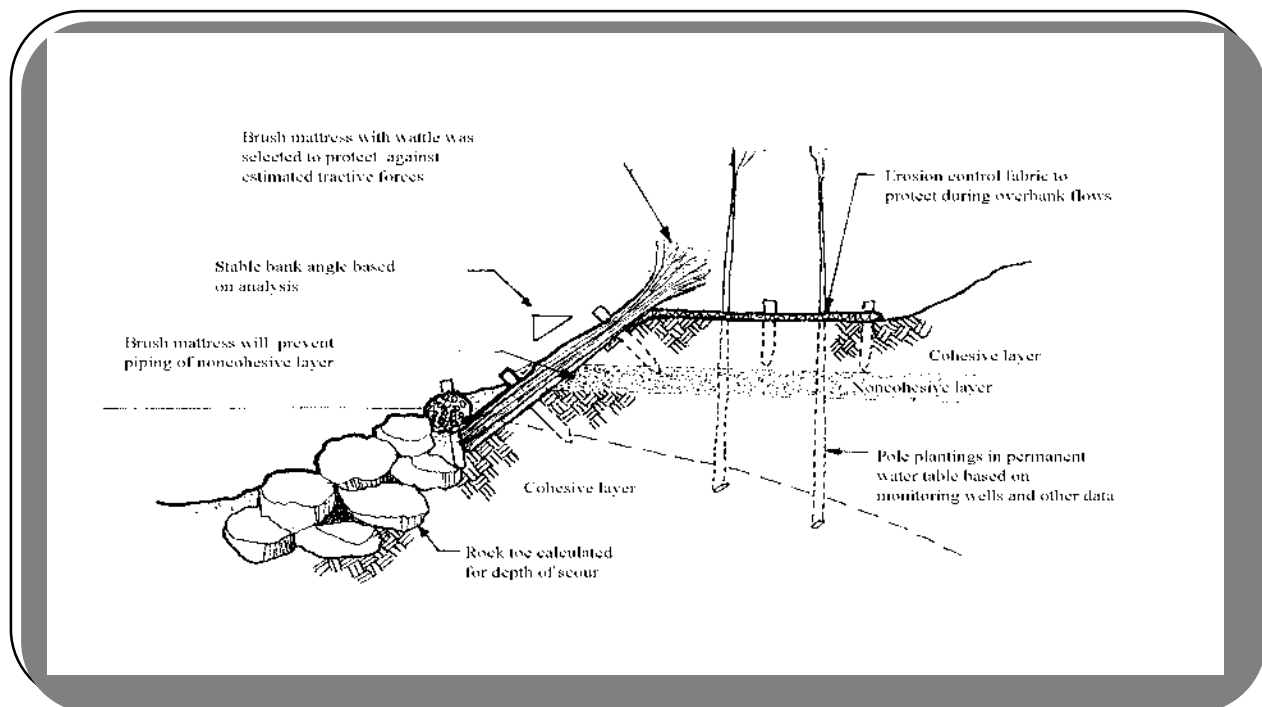 Brush mattress with wattle was
selected to protect against
estimated tractive forces
Erosion control fabric to
protect during overbank flows
Stable bank angle based
on analysis
Brush mattress will prevent
piping of noncohesive layer
Cohesive layer
Noncohesive layer
Pole plantings in permanent
water table based on
monitoring wells and other data
Cohesive layer
Rock toe calculated
for depth of scour